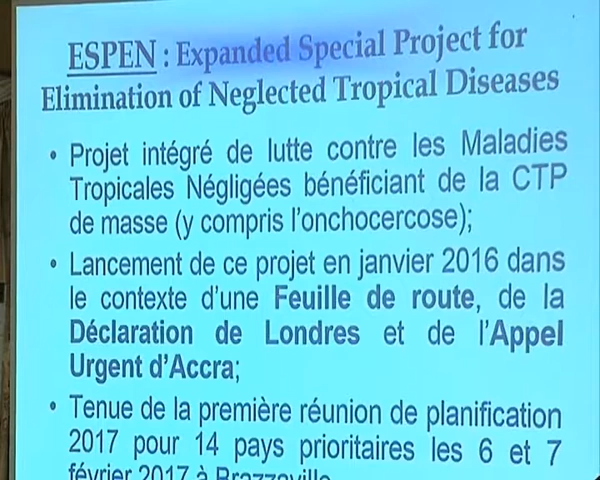 ESPEN : Expanded Special Project for
Elimination of Neglected Tropical Diseases
• Projet intégré de lutte contre les Maladies
Tropicales Négligées bénéficiant de la CTP
de masse (y compris l'onchocercose);
• Lancement de ce projet en janvier 2016 dans
le contexte d'une Feuille de route, de la
Déclaration de Londres et de l'Appel
Urgent d'Accra;
• Tenue de la première réunion de planification
2017 pour 14 pays prioritaires les 6 et 7
février 2017 à Brazzaville